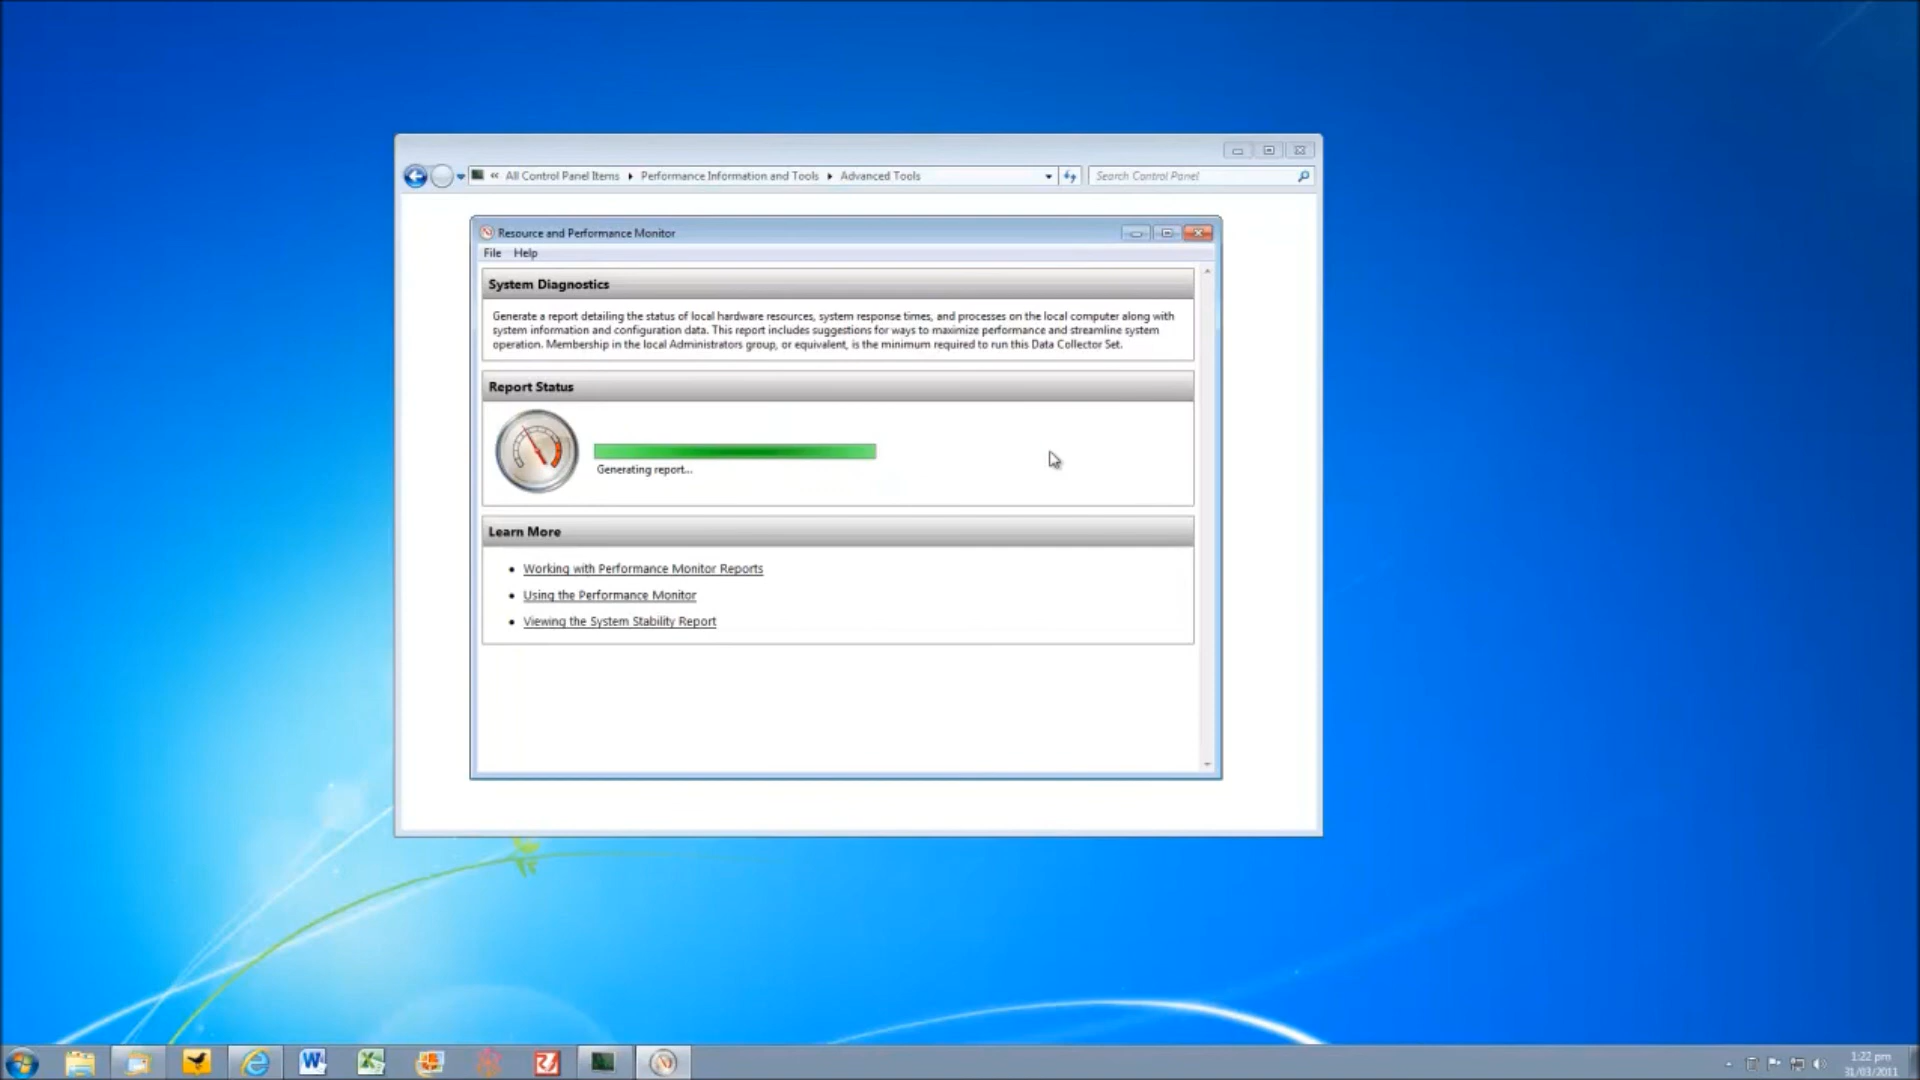 « All Control Panel Items ▸ Performance Information and Tools ▸ Advanced Tools
Search Control Panel
Resource and Performance Monitor
File Help
System Diagnostics
Generate a report detailing the status of local hardware resources, system response times, and processes on the local computer along with
system information and configuration data. This report includes suggestions for ways to maximize performance and streamline system
operation. Membership in the local Administrators group, or equivalent, is the minimum required to run this Data Collector Set.
Report Status
Generating report...
Learn More
• Working with Performance Monitor Reports
• Using the Performance Monitor
• Viewing the System Stability Report
1:22 pm
31/03/2011